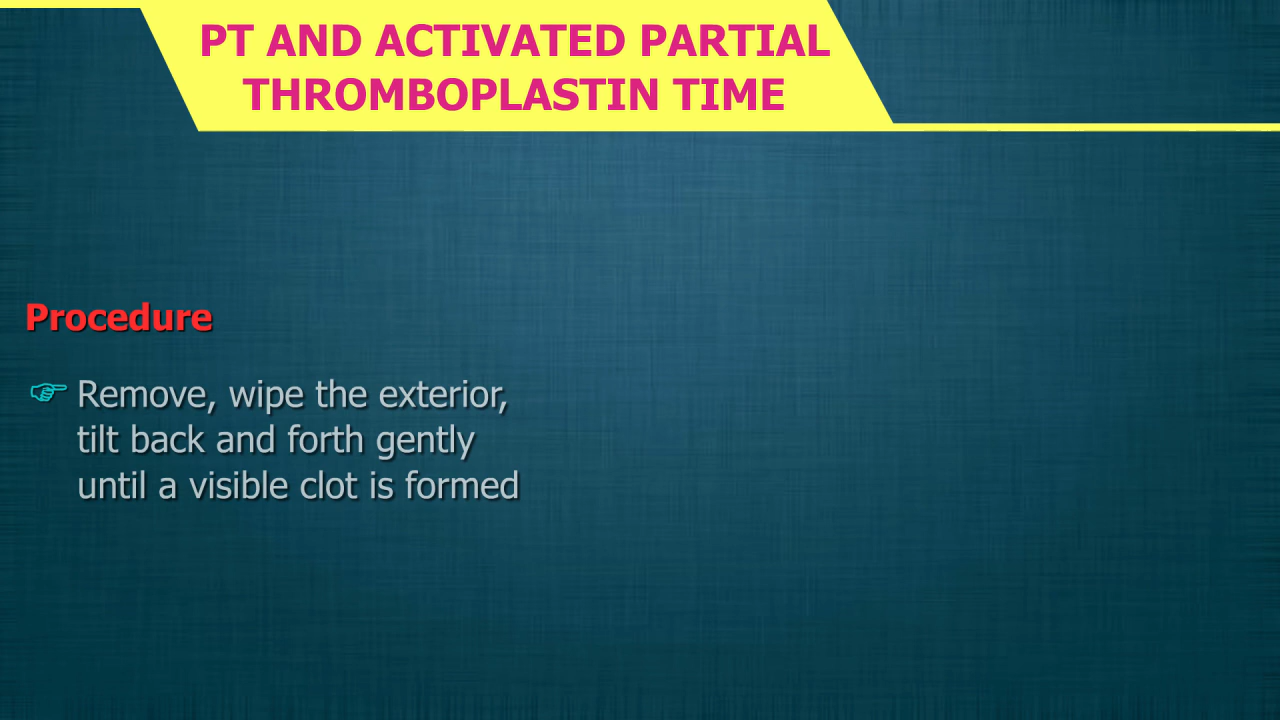 PT AND ACTIVATED PARTIAL
THROMBOPLASTIN TIME
Procedure
☞ Remove, wipe the exterior,
tilt back and forth gently
until a visible clot is formed